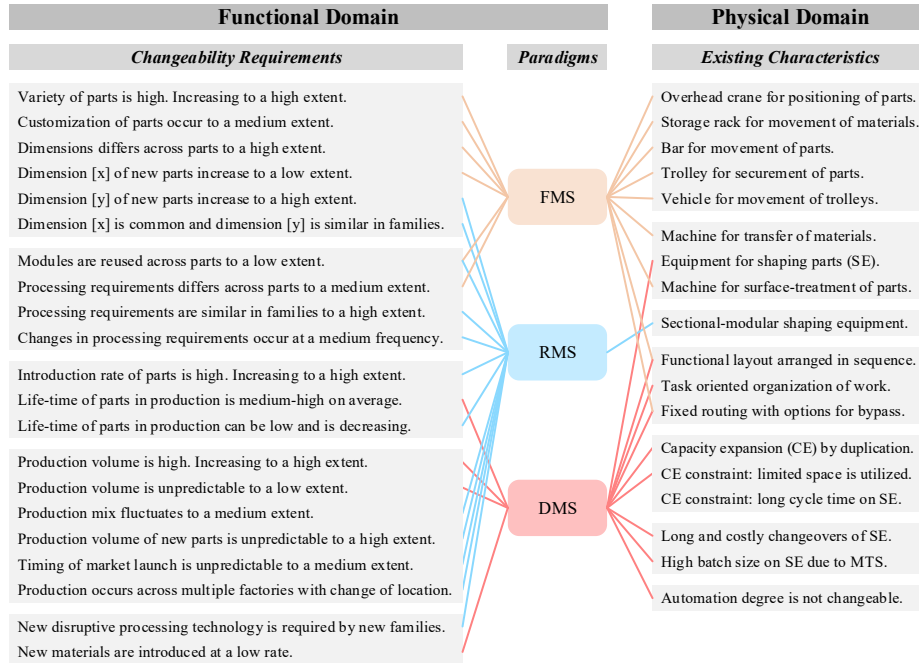 Functional Domain
Physical Domain
Changeability Requirements
Paradigms
Existing Characteristics
Variety of parts is high. Increasing to a high extent.
Customization of parts occur to a medium extent.
Dimensions differs across parts to a high extent.
Dimension [x] of new parts increase to a low extent.
Dimension [y] of new parts increase to a high extent.
Dimension [x] is common and dimension [y] is similar in families.
Modules are reused across parts to a low extent.
Processing requirements differs across parts to a medium extent.
Processing requirements are similar in families to a high extent.
Changes in processing requirements occur at a medium frequency.
Introduction rate of parts is high. Increasing to a high extent.
Life-time of parts in production is medium-high on average.
Life-time of parts in production can be low and is decreasing.
Production volume is high. Increasing to a high extent.
Production volume is unpredictable to a low extent.
Production mix fluctuates to a medium extent.
Production volume of new parts is unpredictable to a high extent.
Timing of market launch is unpredictable to a medium extent.
Production occurs across multiple factories with change of location.
New disruptive processing technology is required by new families.
New materials are introduced at a low rate.
FMS
RMS
DMS
Overhead crane for positioning of parts.
Storage rack for movement of materials.
Bar for movement of parts.
Trolley for securement of parts.
Vehicle for movement of trolleys.
Machine for transfer of materials.
Equipment for shaping parts (SE).
Machine for surface-treatment of parts.
Sectional-modular shaping equipment.
Functional layout arranged in sequence.
Task oriented organization of work.
Fixed routing with options for bypass.
Capacity expansion (CE) by duplication.
CE constraint: limited space is utilized.
CE constraint: long cycle time on SE.
Long and costly changeovers of SE.
High batch size on SE due to MTS.
Automation degree is not changeable.